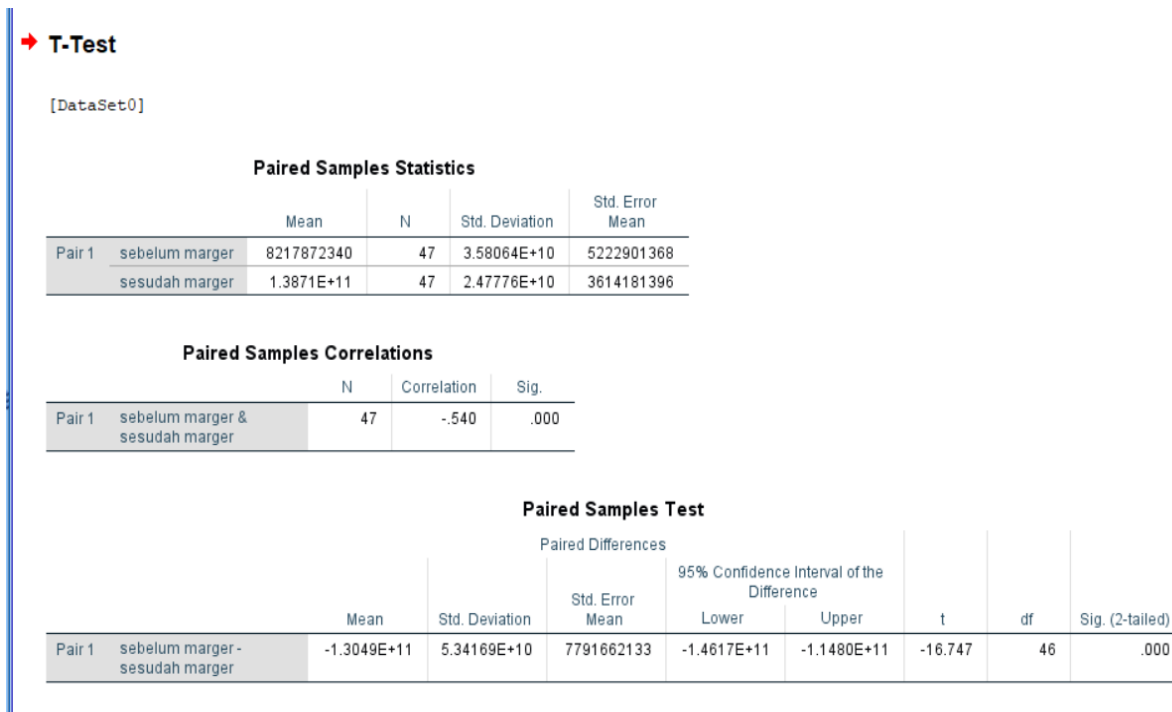 T-Test
[DataSet0]
Paired Samples Statistics
Mean N Std. Deviation Std. Error Mean
Pair 1 sebelum marger 8217872340 47 3.58064E+10 5222901368
sesudah marger 1.3871E+11 47 2.47776E+10 3614181396
Paired Samples Correlations
N Correlation Sig.
Pair 1 sebelum marger & sesudah marger 47 -.540 .000
Paired Samples Test
Paired Differences
95% Confidence Interval of the Difference
Mean Std. Deviation Std. Error Mean Lower Upper t df Sig. (2-tailed)
Pair 1 sebelum marger - sesudah marger -1.3049E+11 5.34169E+10 7791662133 -1.4617E+11 -1.1480E+11 -16.747 46 .000